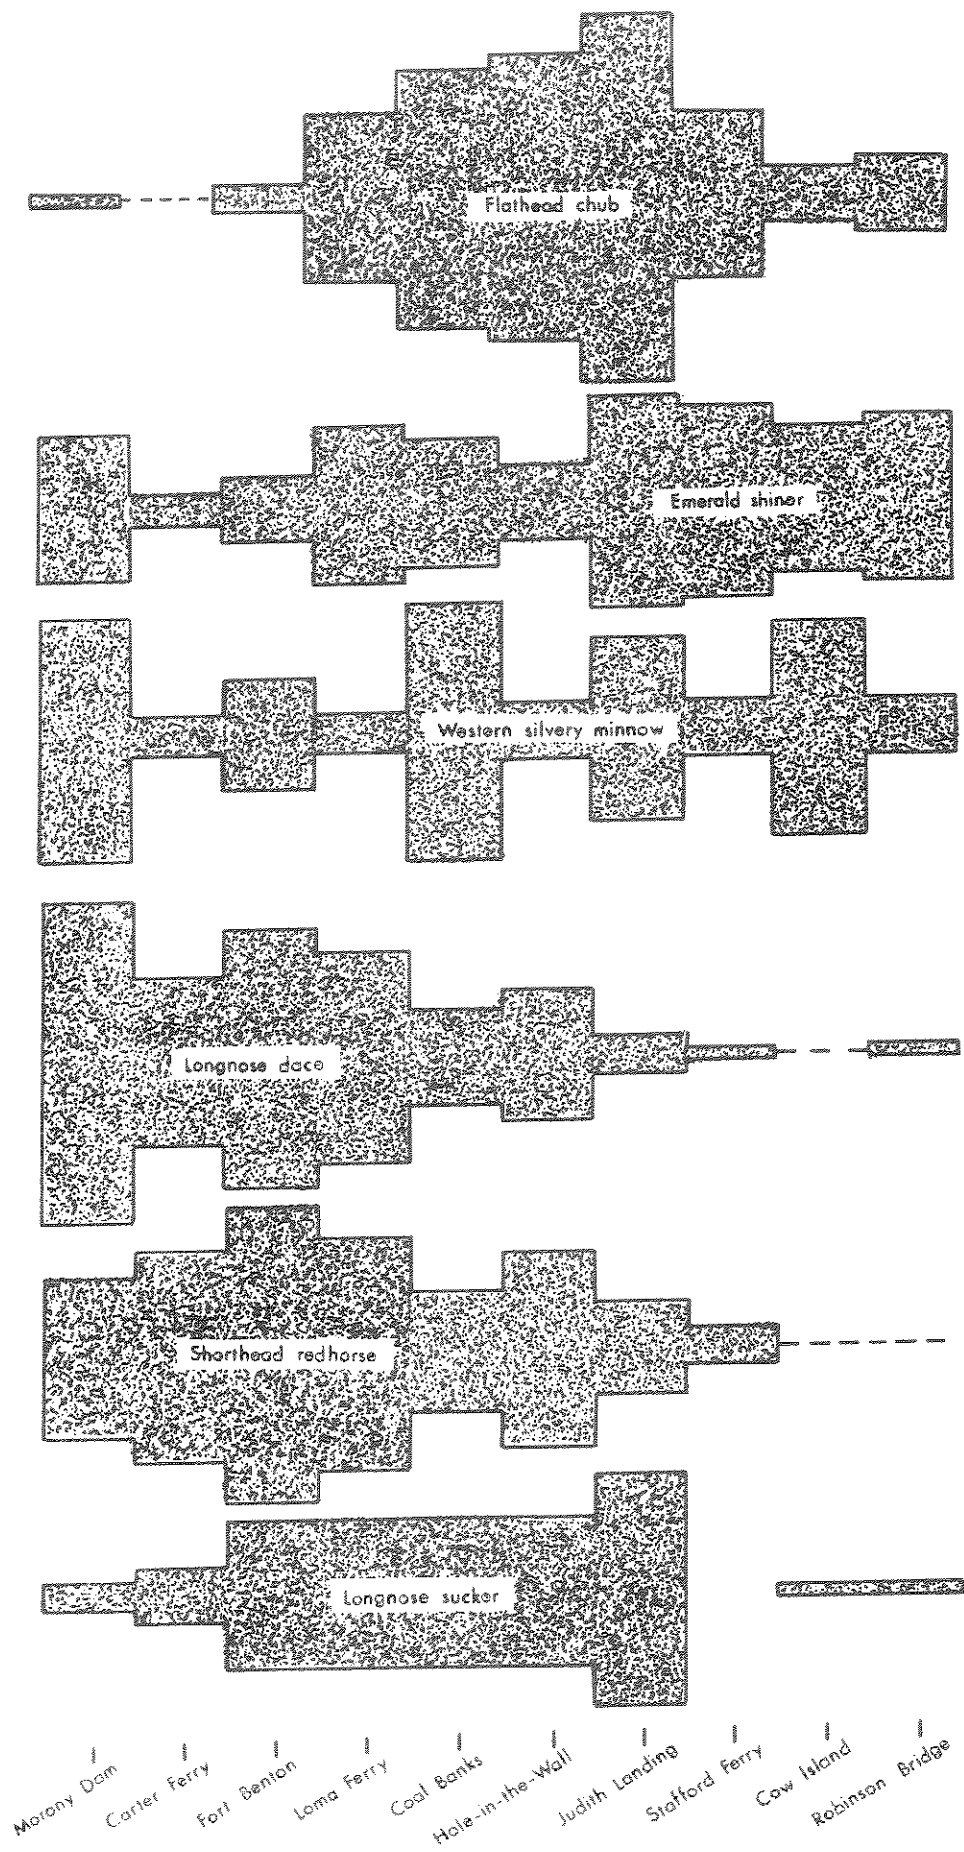 Flathead chub
Emerald shiner
Western silvery minnow
Longnose dace
Shorthead redhorse
Longnose sucker
Morony Dam
Carter Ferry
Fort Benton
Loma Ferry
Coal Banks
Hole-in-the-Wall
Judith Landing
Stafford Ferry
Cow Island
Robinson Bridge